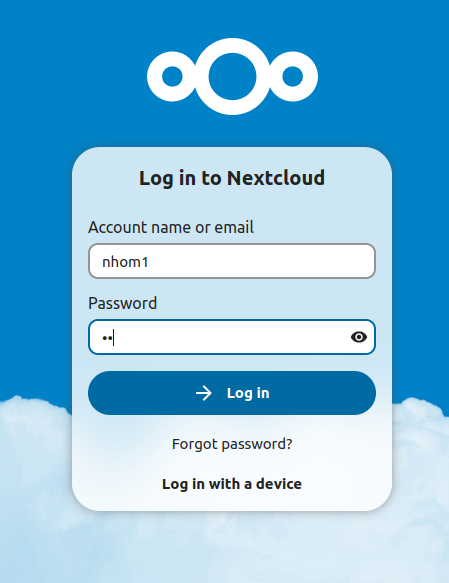 Log in to Nextcloud
Account name or email
nhom1
Password
••
Log in
Forgot password?
Log in with a device